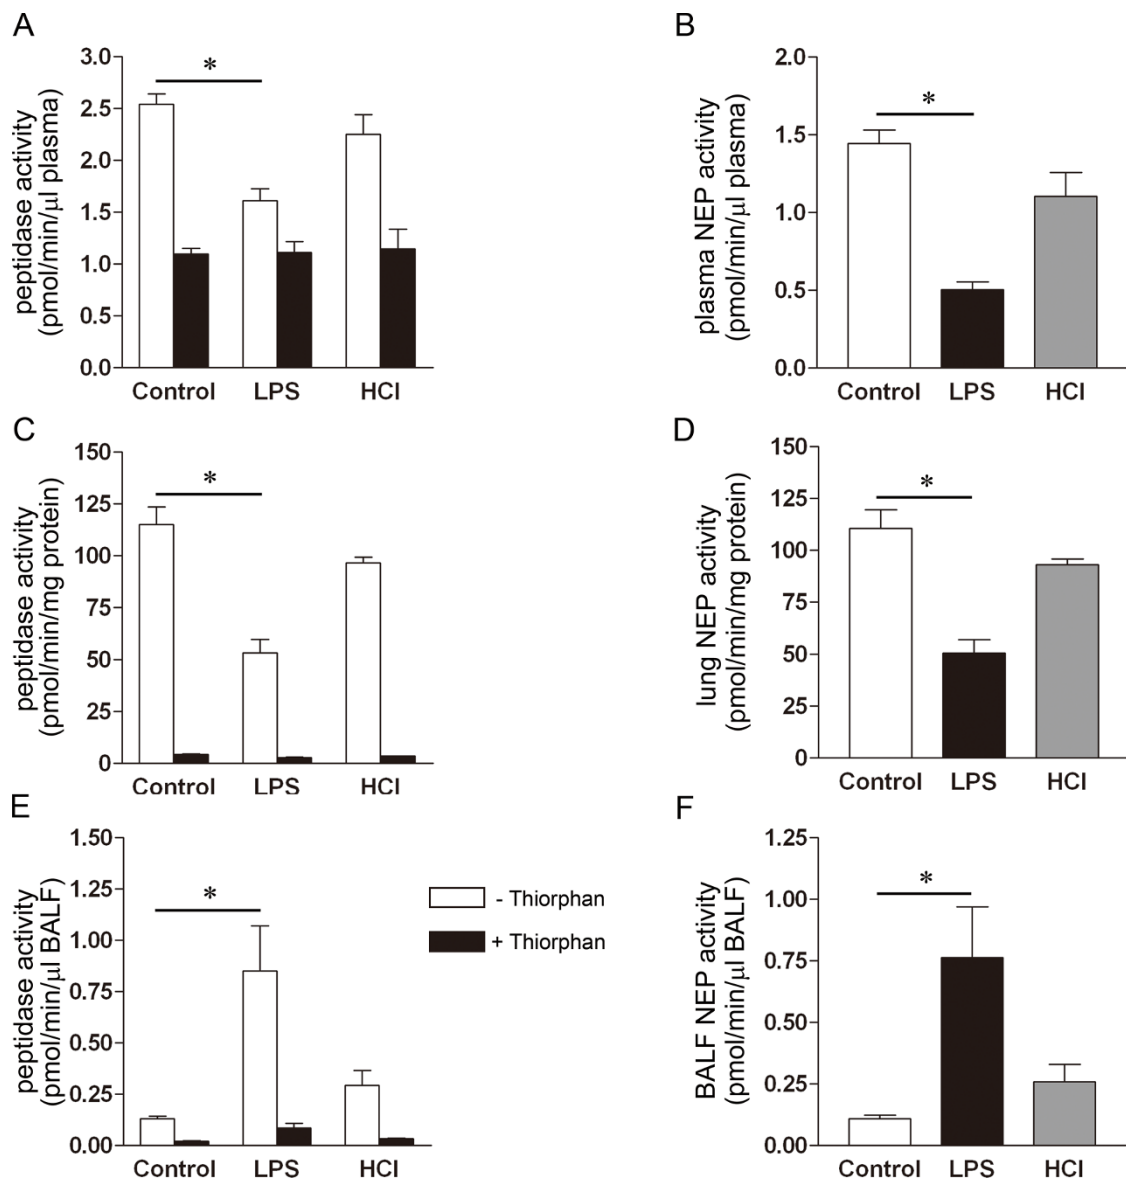 A
peptidase activity
(pmol/min/μl plasma)
3.0
2.5
2.0
1.5
1.0
0.5
0.0
*
Control LPS HCl
B
plasma NEP activity
(pmol/min/μl plasma)
2.0
1.5
1.0
0.5
0.0
*
Control LPS HCl
C
peptidase activity
(pmol/min/mg protein)
150
125
100
75
50
25
0
*
Control LPS HCl
D
lung NEP activity
(pmol/min/mg protein)
150
125
100
75
50
25
0
*
Control LPS HCl
E
peptidase activity
(pmol/min/μl BALF)
1.50
1.25
1.00
0.75
0.50
0.25
0.00
*
Control LPS HCl
- Thiorphan
+ Thiorphan
F
BALF NEP activity
(pmol/min/μl BALF)
1.25
1.00
0.75
0.50
0.25
0.00
*
Control LPS HCl